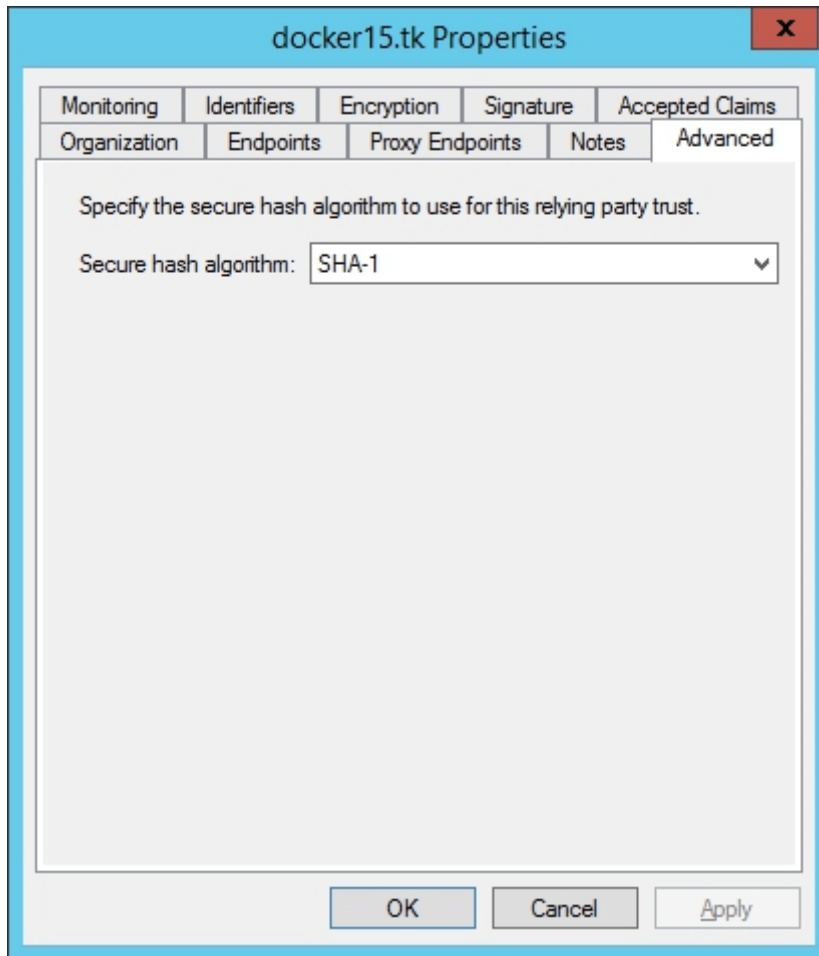 docker15.tk Properties
x
Monitoring Identifiers Encryption Signature Accepted Claims
Organization Endpoints Proxy Endpoints Notes Advanced
Specify the secure hash algorithm to use for this relying party trust.
Secure hash algorithm: SHA-1
OK Cancel Apply